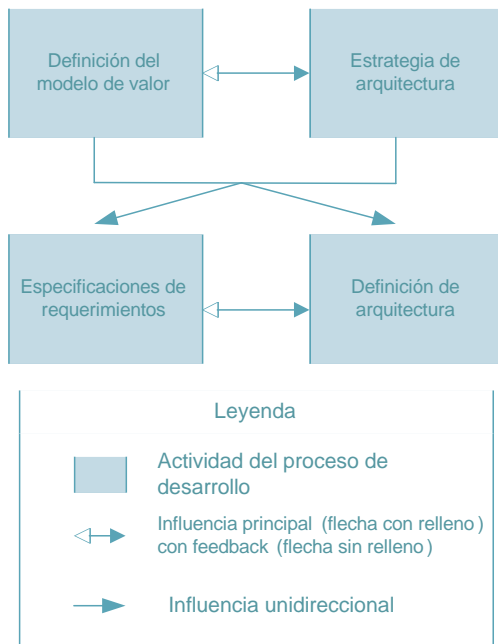 Definición del
modelo de valor
Estrategia de
arquitectura
Especificaciones de
requerimientos
Definición de
arquitectura
Leyenda
Actividad del proceso de
desarrollo
Influencia principal (flecha con relleno)
con feedback (flecha sin relleno)
Influencia unidireccional